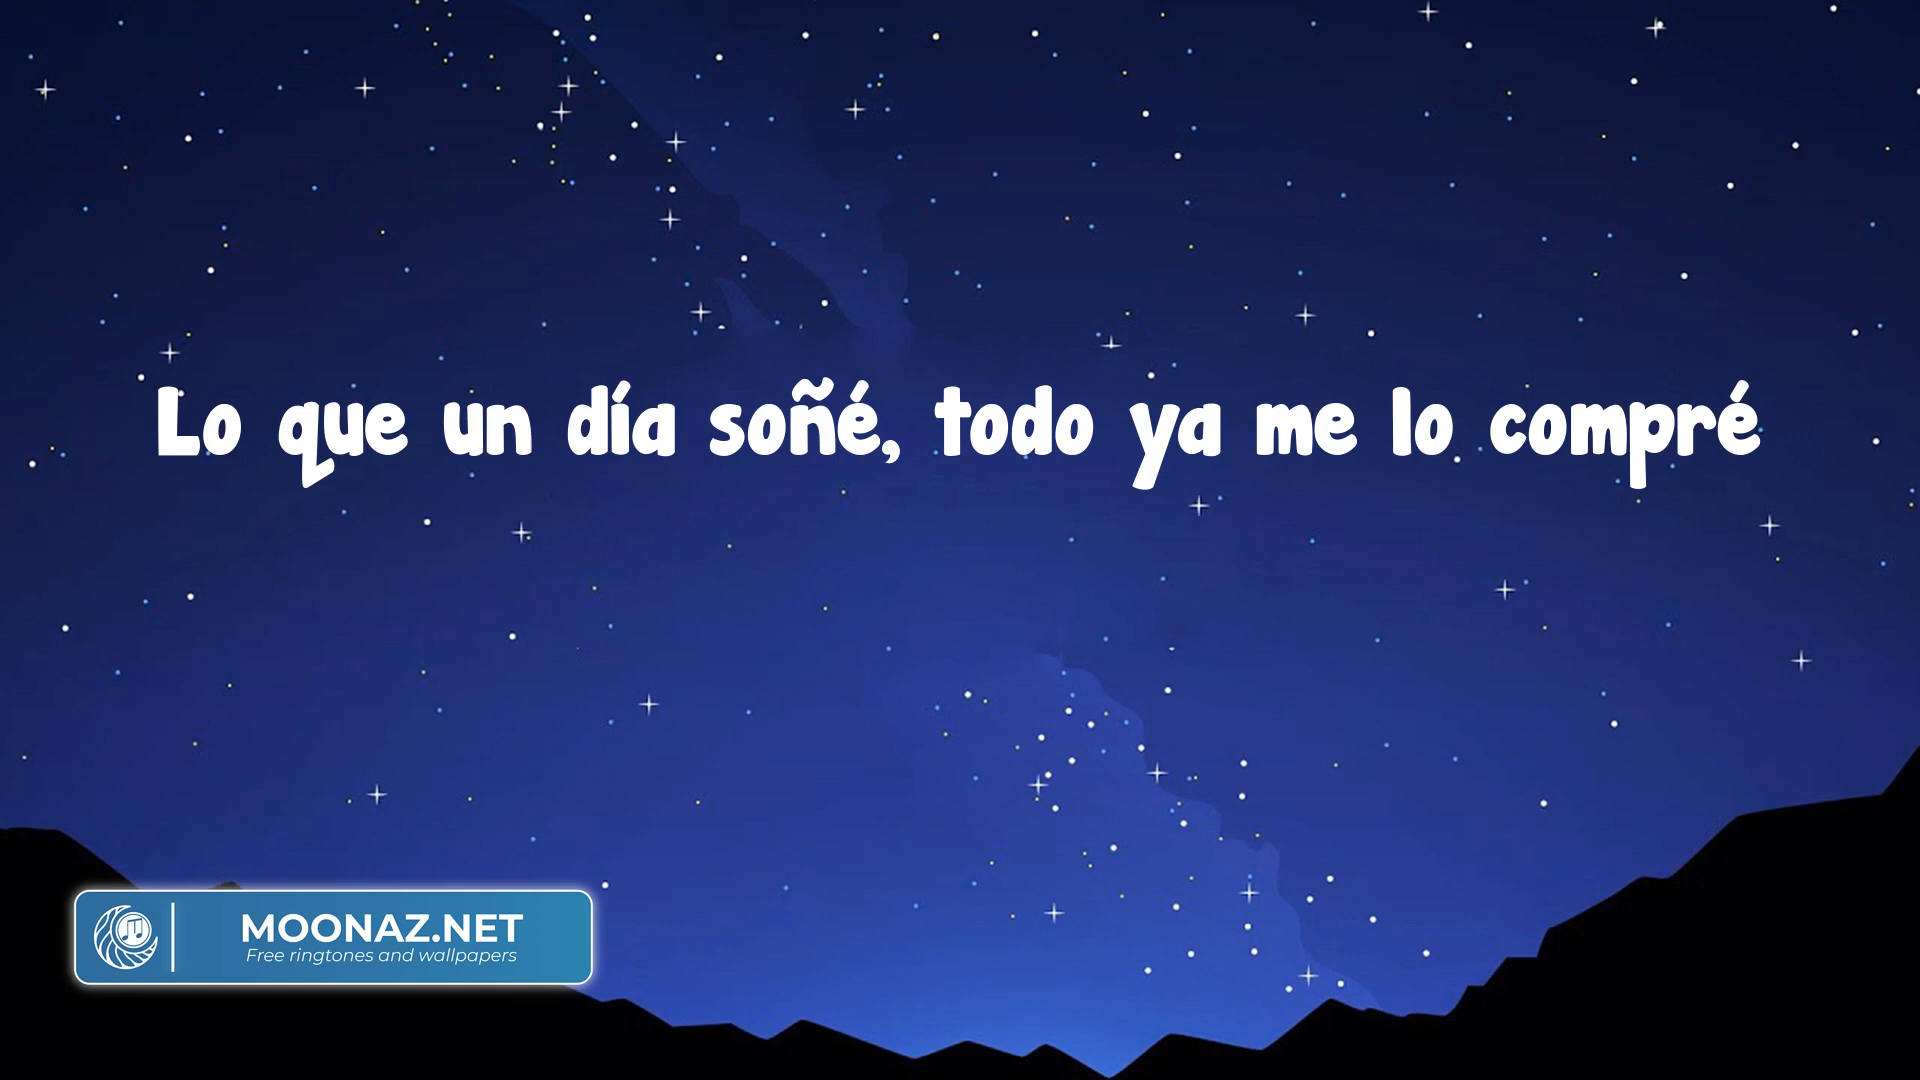 Lo que un día soñé, todo ya me lo compré
MOONAZ.NET
Free ringtones and wallpapers